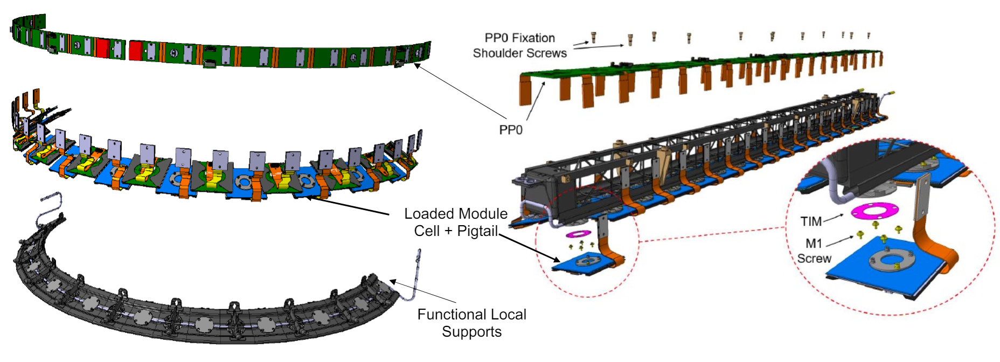 PP0 Fixation
Shoulder Screws
PP0
Loaded Module
Cell + Pigtail
TIM
M1
Screw
Functional Local
Supports